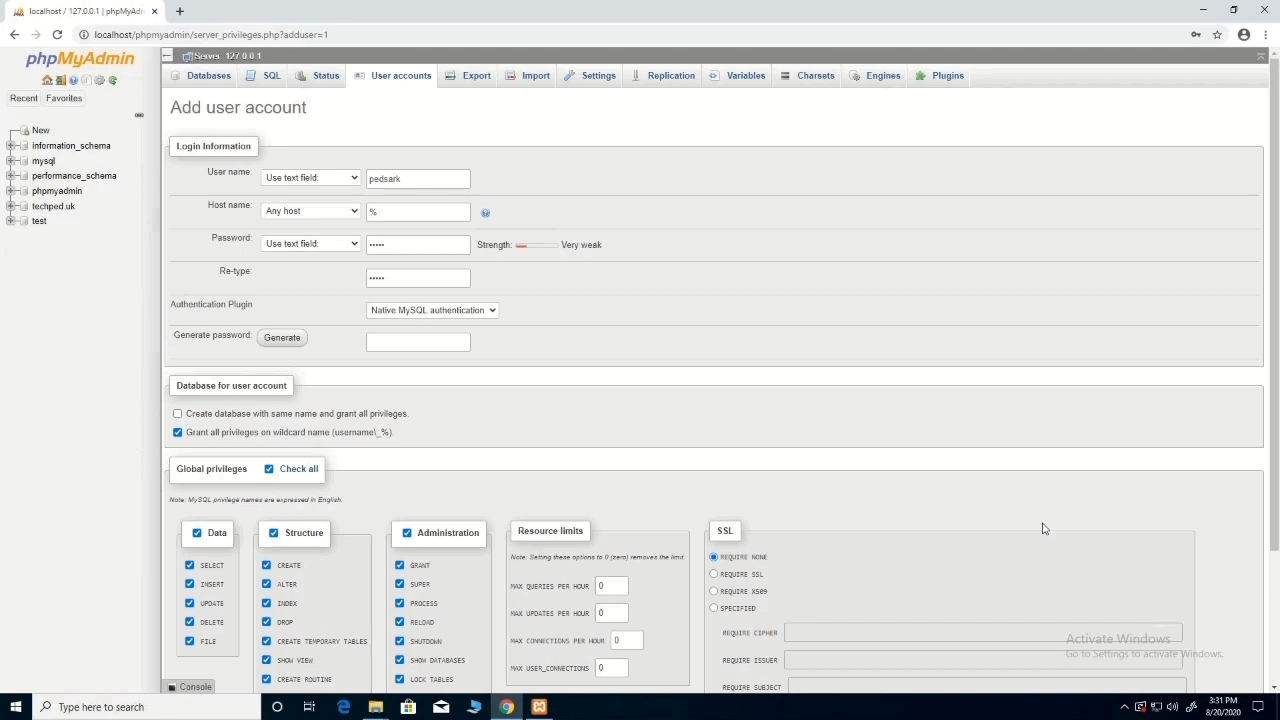 localhost / 127.0.0.1 | phpMyAdn
localhost/phpmyadmin/server_privileges.php?adduser=1
phpMyAdmin
Recent Favorites
New
information_schema
mysql
performance_schema
phpmyadmin
techped.uk
test
Server: 127.0.0.1
Databases SQL Status User accounts Export Import Settings Replication Variables Charsets Engines Plugins
Add user account
Login Information
User name: Use text field: pedsark
Host name: Any host %
Password: Use text field: ••••• Strength: Very weak
Re-type: •••••
Authentication Plugin Native MySQL authentication
Generate password: Generate
Database for user account
Create database with same name and grant all privileges.
Grant all privileges on wildcard name (username\_%).
Global privileges Check all
Note: MySQL privilege names are expressed in English.
Data
SELECT
INSERT
UPDATE
DELETE
FILE
Structure
CREATE
ALTER
INDEX
DROP
CREATE TEMPORARY TABLES
SHOW VIEW
CREATE ROUTINE
Administration
GRANT
SUPER
PROCESS
RELOAD
SHUTDOWN
SHOW DATABASES
LOCK TABLES
Resource limits
Note: Setting these options to 0 (zero) removes the limit.
MAX QUERIES PER HOUR 0
MAX UPDATES PER HOUR 0
MAX CONNECTIONS PER HOUR 0
MAX USER_CONNECTIONS 0
SSL
REQUIRE NONE
REQUIRE SSL
REQUIRE X509
SPECIFIED
REQUIRE CIPHER
REQUIRE ISSUER
REQUIRE SUBJECT
Activate Windows
Go to Settings to activate Windows.
Console
Type here to search
3:31 PM
8/20/2020